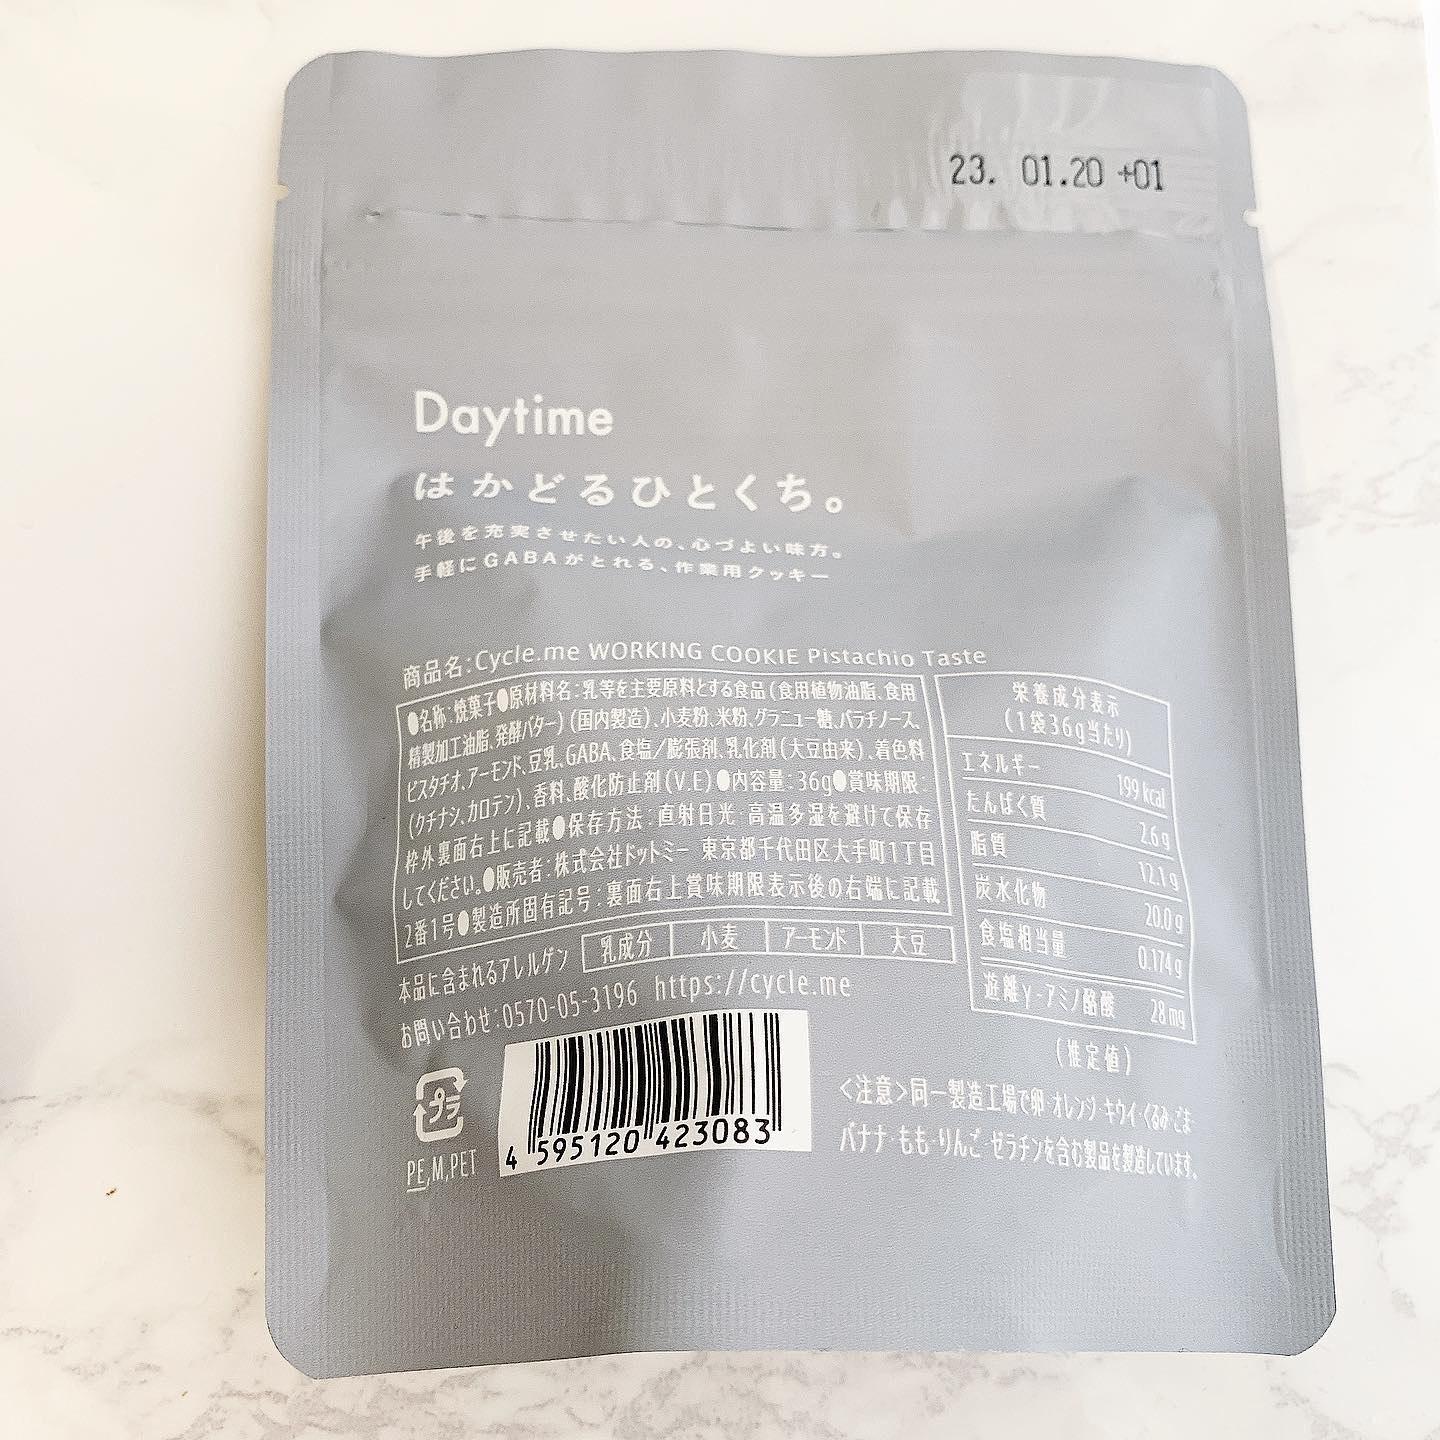 23. 01.20 +01
Daytime
はかどるひとくち。
午後を充実させたい人の、心づよい味方。
手軽にGABAがとれる、作業用クッキー
商品名:Cycle.me WORKING COOKIE Pistachio Taste
●名称:焼菓子●原材料名:乳等を主要原料とする食品(食用植物油脂、食用
精製加工油脂、発酵バター)(国内製造)、小麦粉、米粉、グラニュー糖、パラチノース、
ピスタチオ、アーモンド、豆乳、GABA、食塩/膨張剤、乳化剤(大豆由来)、着色料
(クチナシ、カロテン)、香料、酸化防止剤(V.E)●内容量:36g●賞味期限:
枠外裏面右上に記載●保存方法:直射日光・高温多湿を避けて保存
してください。●販売者:株式会社ドットミー 東京都千代田区大手町1丁目
2番1号●製造所固有記号:裏面右上賞味期限表示後の右端に記載
本品に含まれるアレルゲン 乳成分 小麦 アーモンド 大豆
お問い合わせ:0570-05-3196 https://cycle.me
栄養成分表示
(1袋36g当たり)
エネルギー 199 kcal
たんぱく質 2.6g
脂質 12.1g
炭水化物 20.0g
食塩相当量 0.174g
遊離γ-アミノ酪酸 28mg
(推定値)
<注意>同一製造工場で卵・オレンジ・キウイ・くるみ・ごま・
バナナ・もも・りんご・ゼラチンを含む製品を製造しています。
プラ
PE,M,PET
4 595120 423083